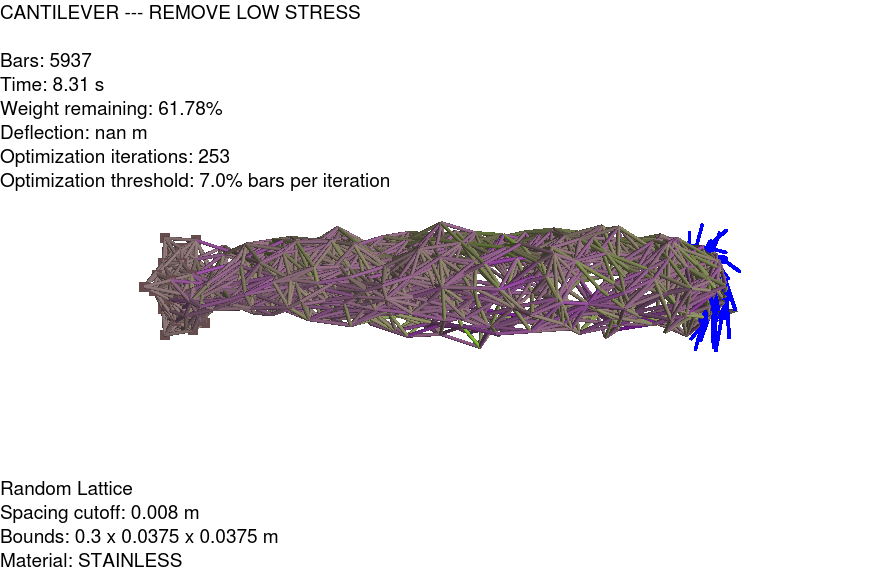 CANTILEVER --- REMOVE LOW STRESS
Bars: 5937
Time: 8.31 s
Weight remaining: 61.78%
Deflection: nan m
Optimization iterations: 253
Optimization threshold: 7.0% bars per iteration
Random Lattice
Spacing cutoff: 0.008 m
Bounds: 0.3 x 0.0375 x 0.0375 m
Material: STAINLESS